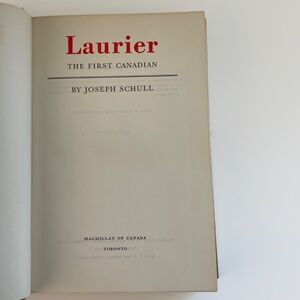 Laurier
THE FIRST CANADIAN
BY JOSEPH SCHULL
MACMILLAN OF CANADA
TORONTO